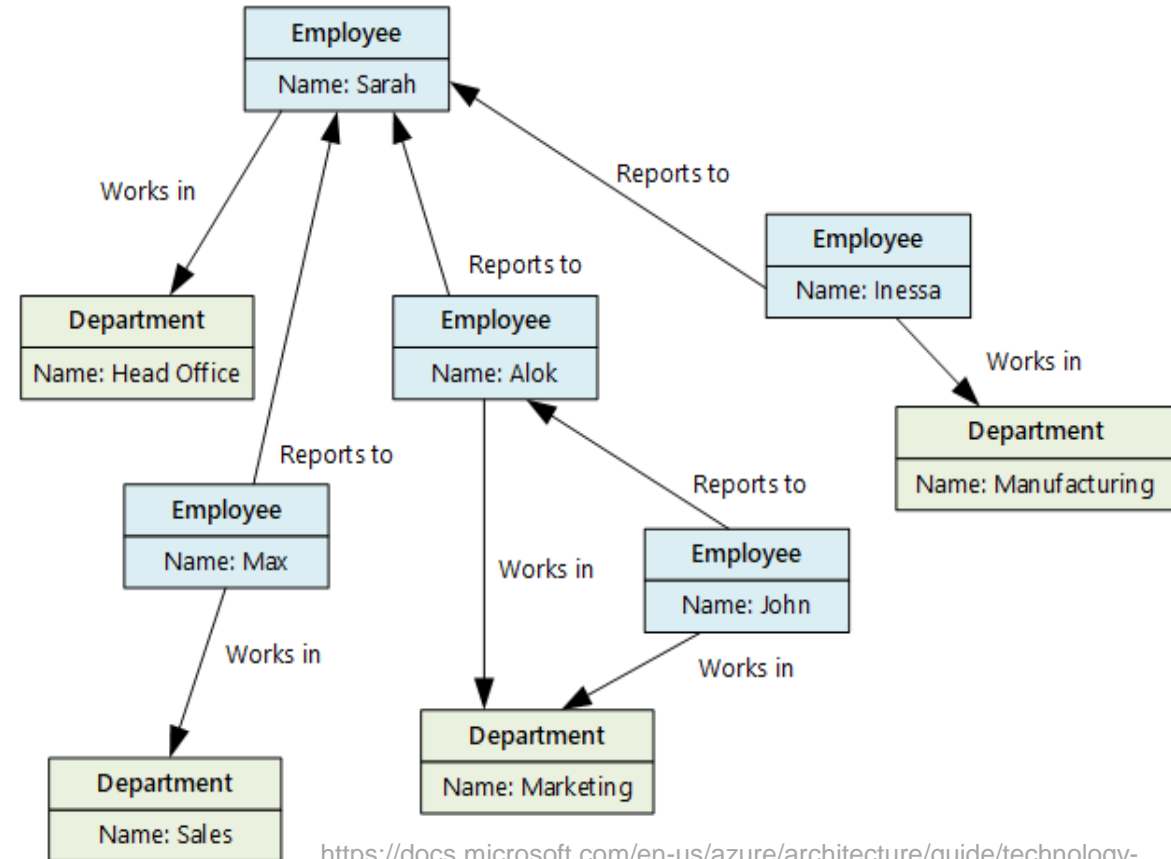 Employee
Name: Sarah
Reports to
Works in
Employee
Name: Inessa
Reports to
Department
Name: Head Office
Employee
Name: Alok
Works in
Department
Name: Manufacturing
Reports to
Employee
Name: Max
Reports to
Works in
Employee
Name: John
Works in
Works in
Department
Name: Marketing
Department
Name: Sales
https://docs.microsoft.com/en-us/azure/architecture/guide/technology-